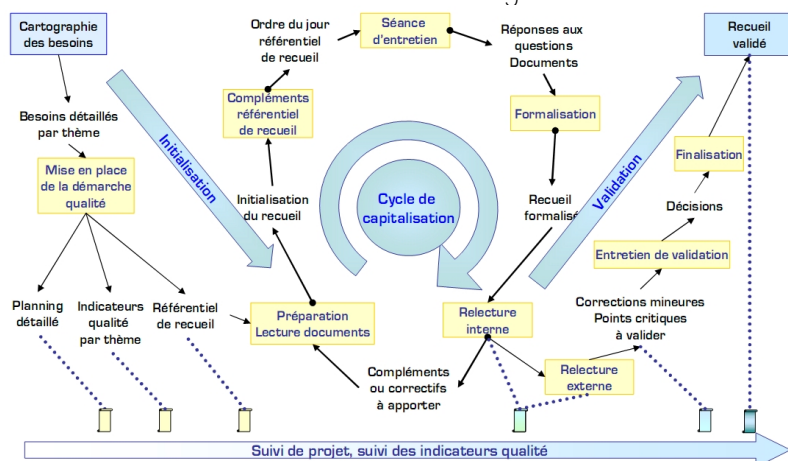 Cartographie
des besoins
Besoins détaillés
par thème
Mise en place
de la démarche
qualité
Planning
détaillé
Indicateurs
qualité
par thème
Référentiel
de recueil
Initialisation
Préparation
Lecture documents
Initialisation
du recueil
Compléments
référentiel
de recueil
Ordre du jour
référentiel
de recueil
Séance
d'entretien
Réponses aux
questions
Documents
Formalisation
Recueil
formalisé
Cycle de
capitalisation
Relecture
interne
Compléments
ou correctifs
à apporter
Relecture
externe
Corrections mineures
Points critiques
à valider
Entretien de validation
Décisions
Finalisation
Validation
Recueil
validé
Suivi de projet, suivi des indicateurs qualité